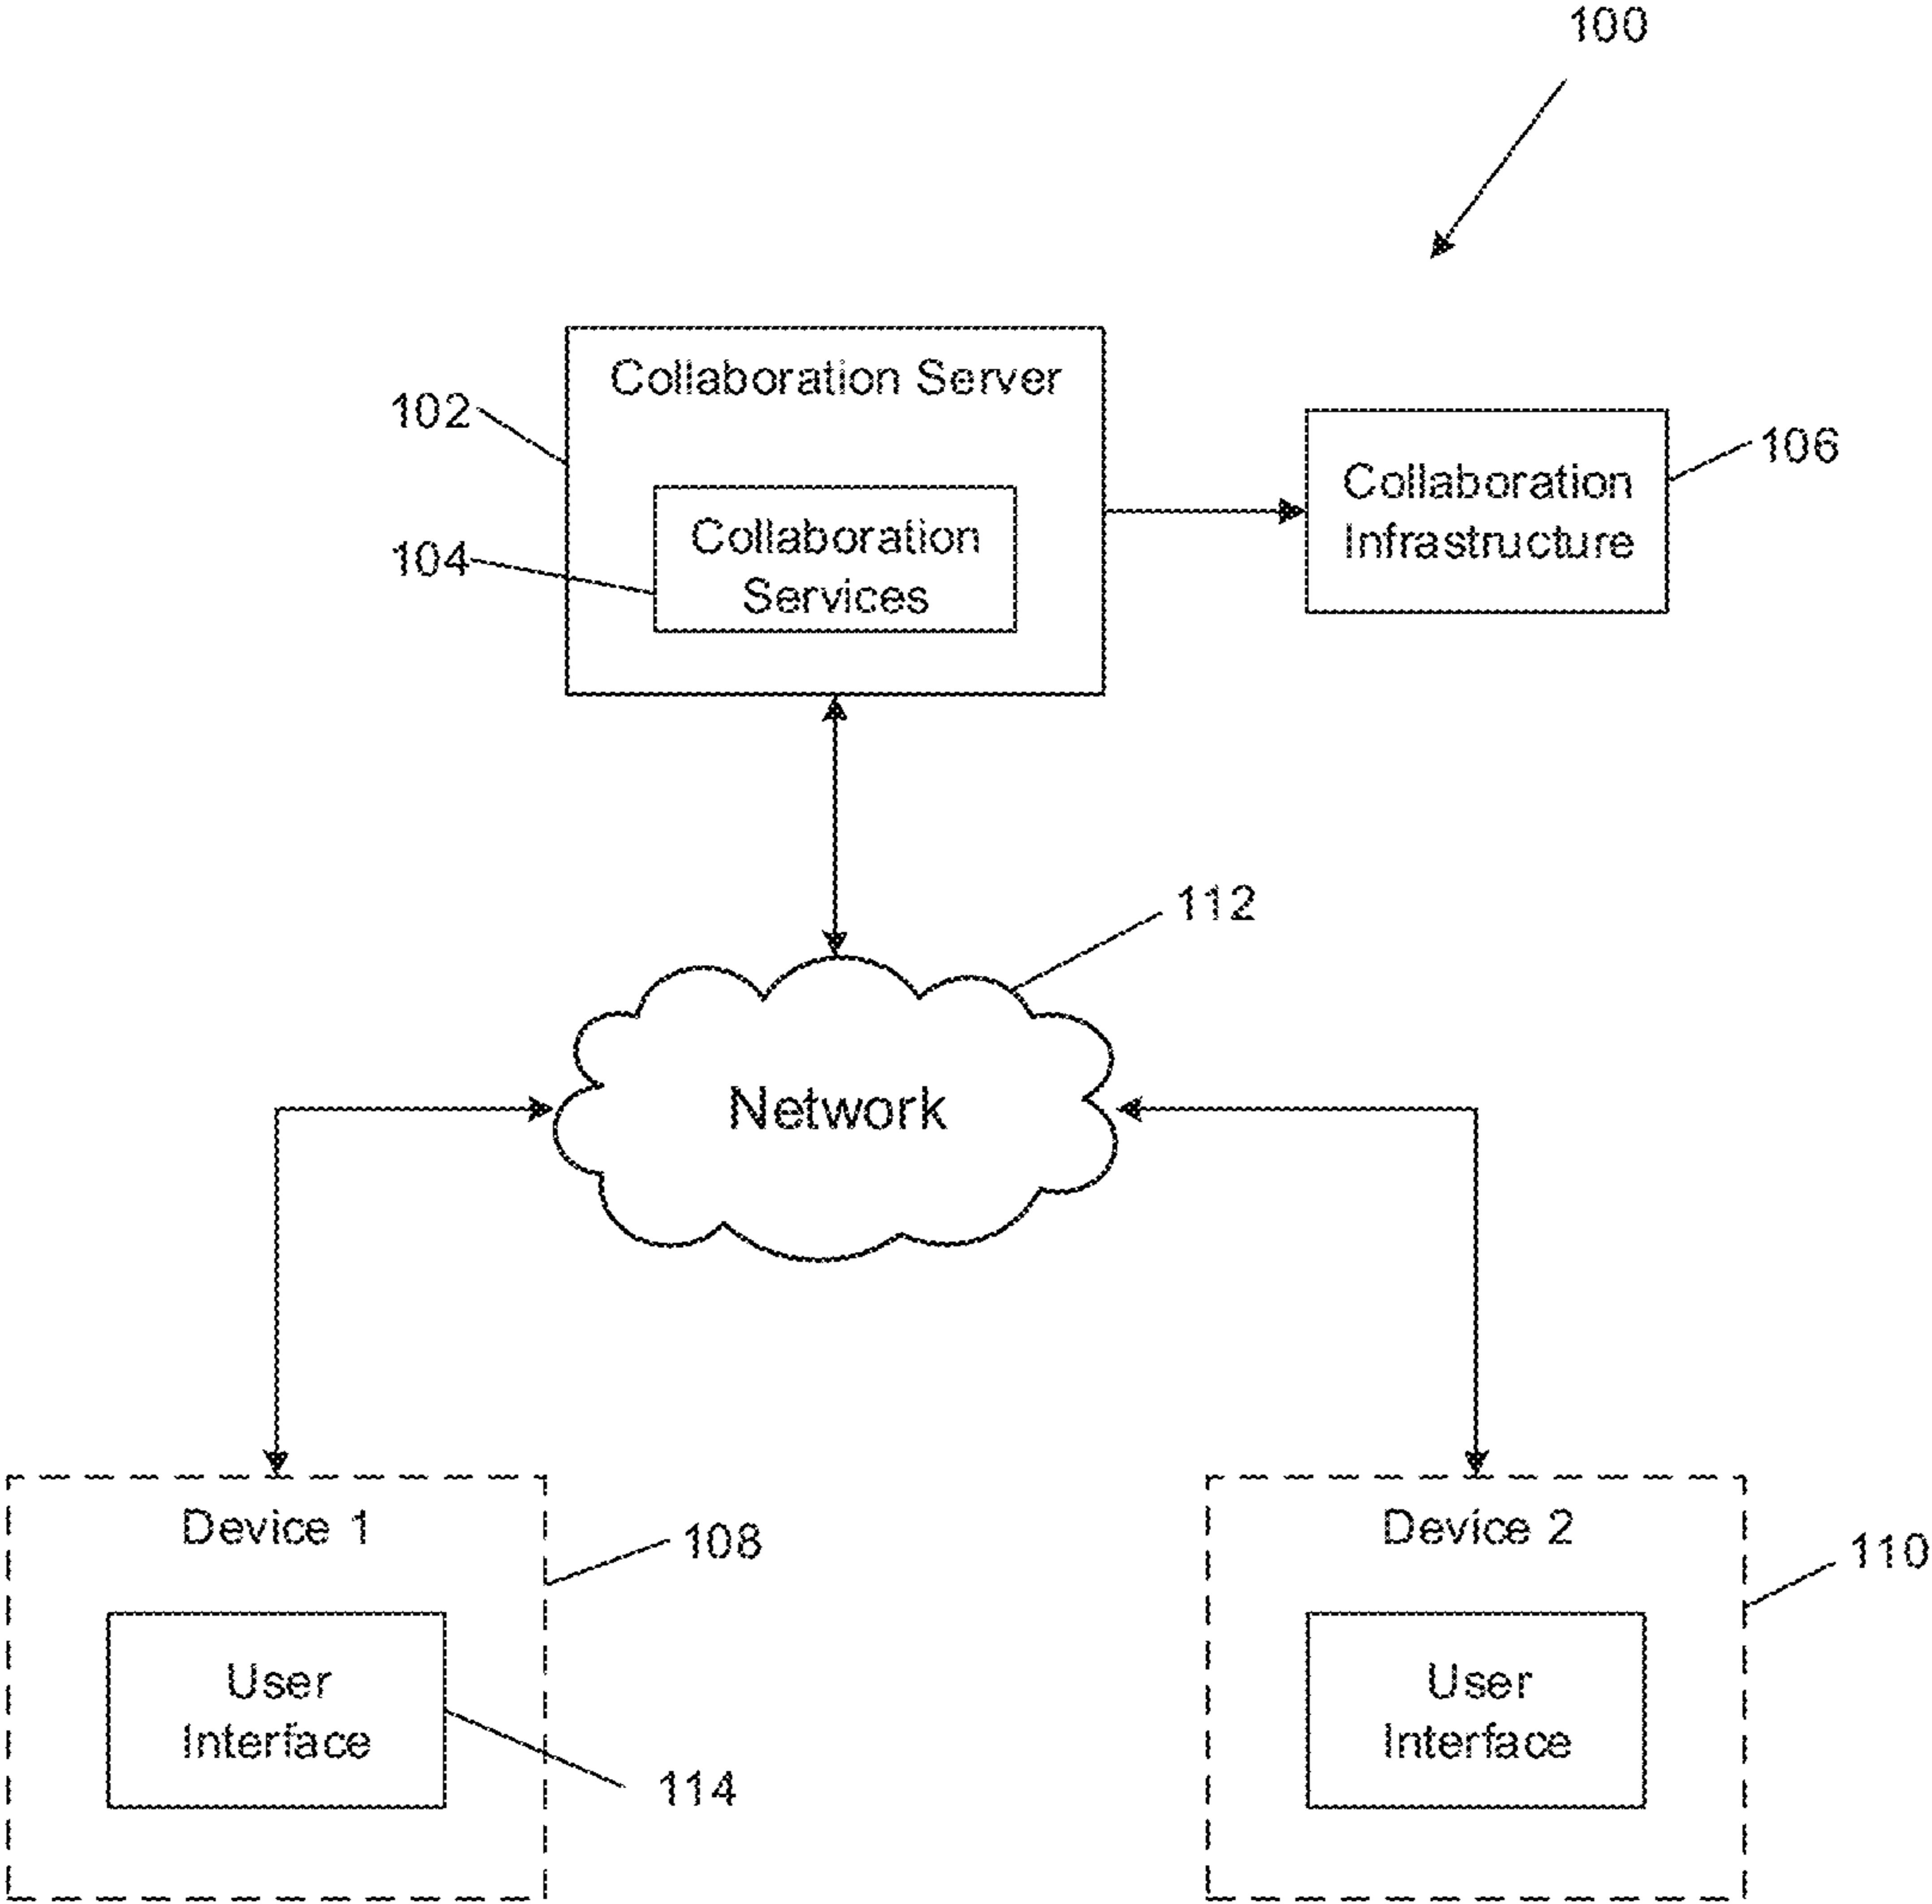 100
Collaboration Server
102
106
Collaboration
Infrastructure
Collaboration
Services
104
112
Network
Device 1
108
User
Interface
114
Device 2
110
User
Interface